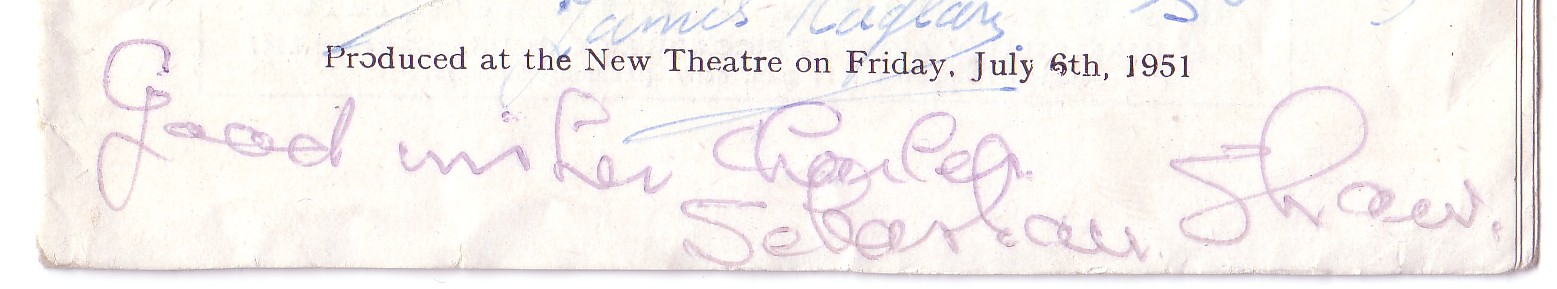 James Raglan
Produced at the New Theatre on Friday, July 6th, 1951
Good wishes Charles
Sebastian Shaw.